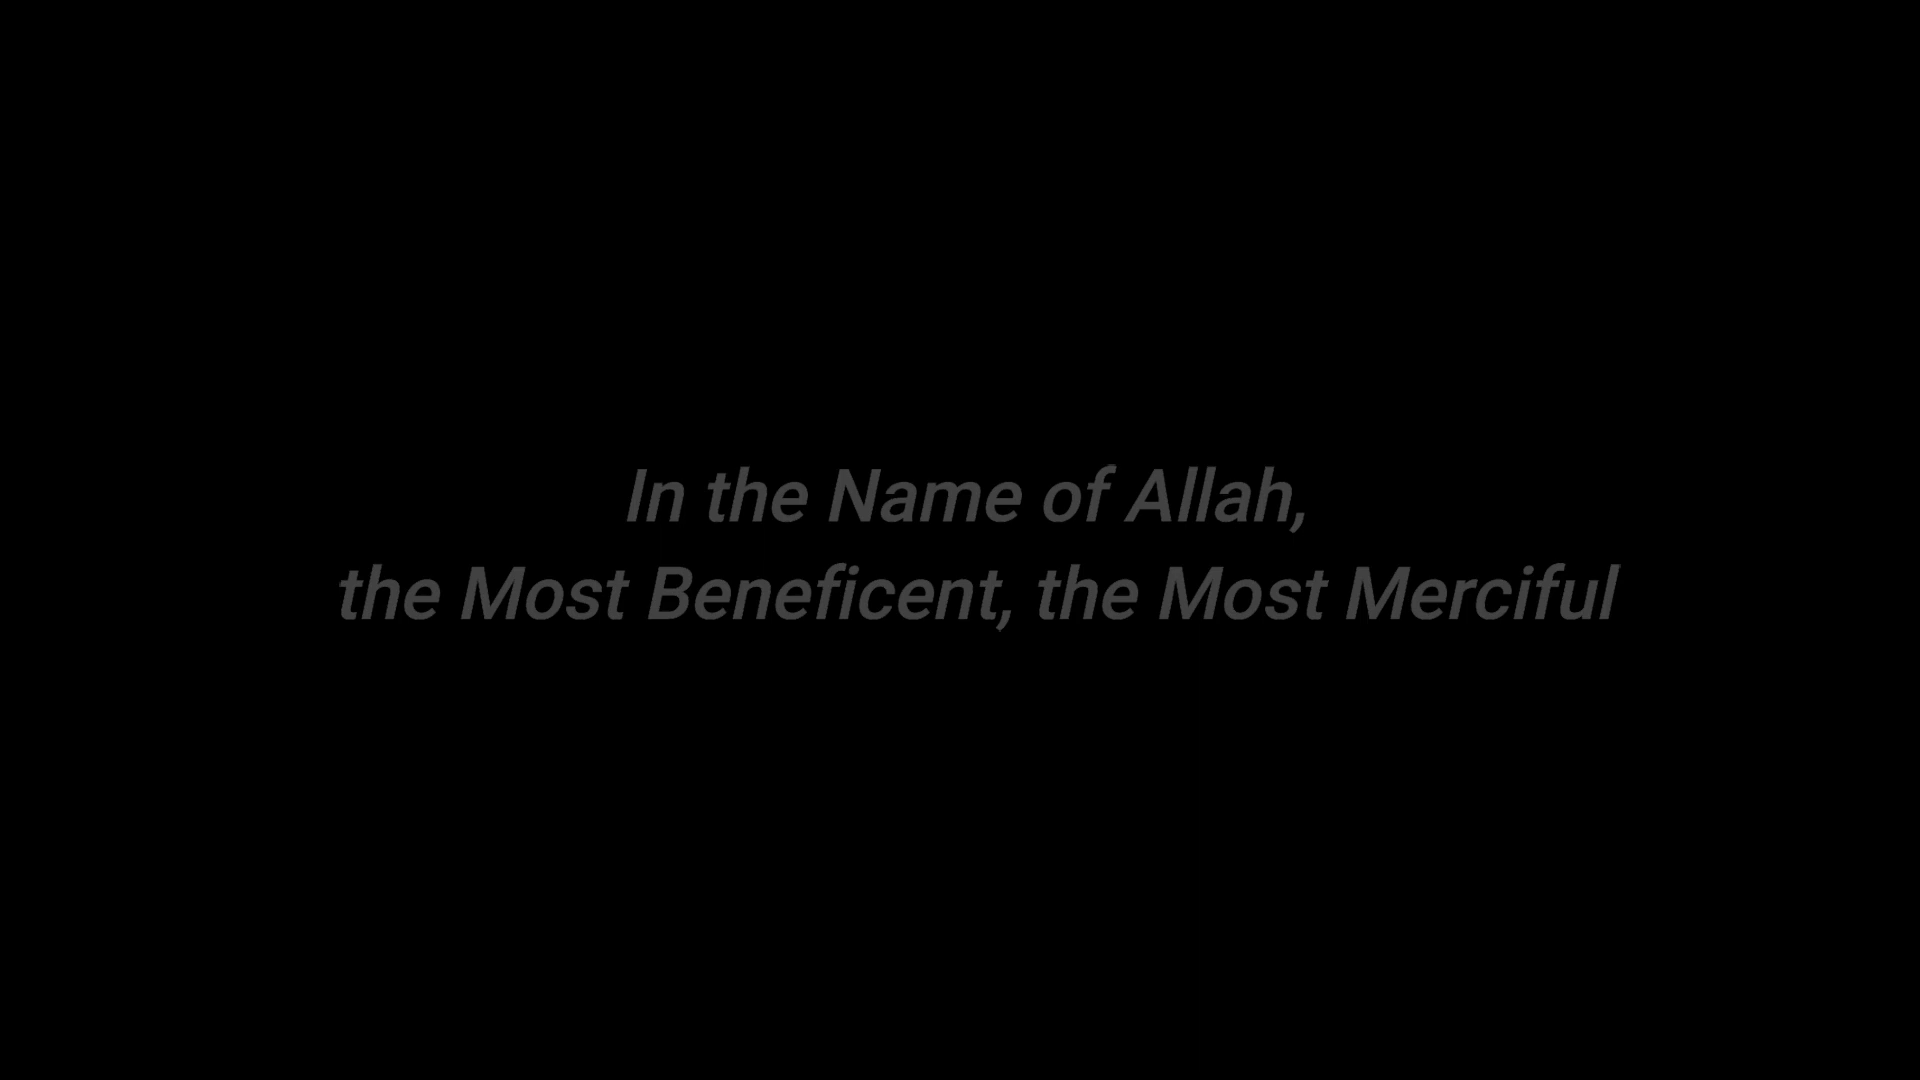 In the Name of Allah,
the Most Beneficent, the Most Merciful